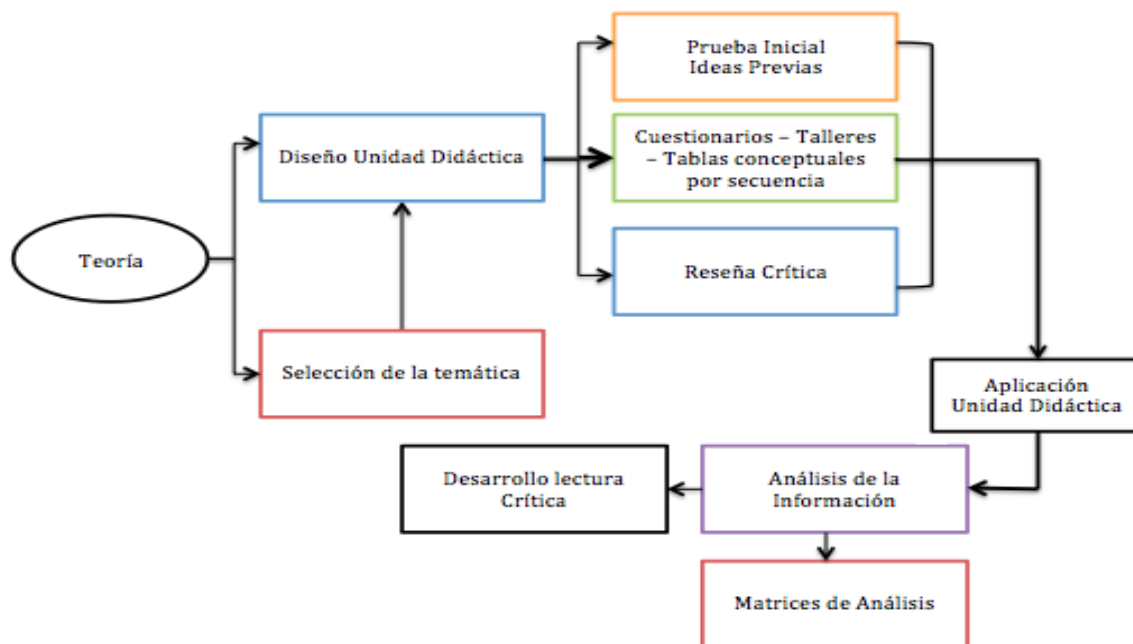 Prueba Inicial
Ideas Previas
Diseño Unidad Didáctica
Cuestionarios – Talleres
– Tablas conceptuales
por secuencia
Teoría
Reseña Crítica
Selección de la temática
Aplicación
Unidad Didáctica
Desarrollo lectura
Crítica
Análisis de la
Información
Matrices de Análisis